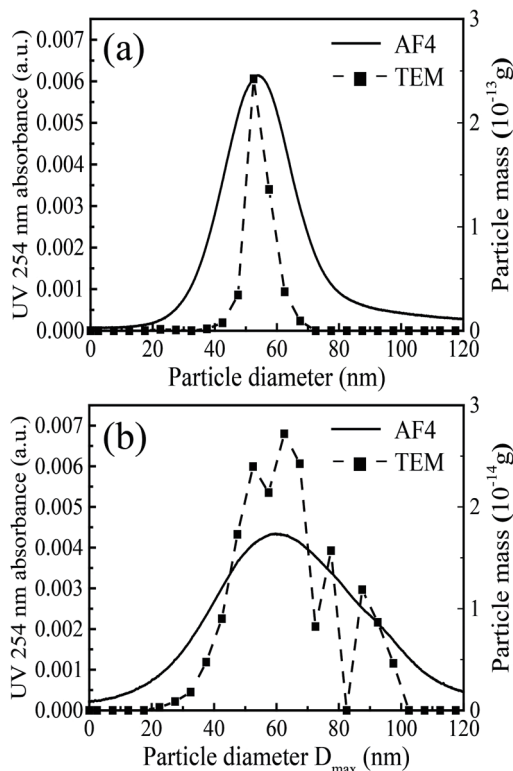 (a)
AF4
TEM
UV 254 nm absorbance (a.u.)
0.007
0.006
0.005
0.004
0.003
0.002
0.001
0.000
Particle mass (10⁻¹³g)
3
2
1
0
0 20 40 60 80 100 120
Particle diameter (nm)
(b)
AF4
TEM
UV 254 nm absorbance (a.u.)
0.007
0.006
0.005
0.004
0.003
0.002
0.001
0.000
Particle mass (10⁻¹⁴g)
3
2
1
0
0 20 40 60 80 100 120
Particle diameter Dmax (nm)